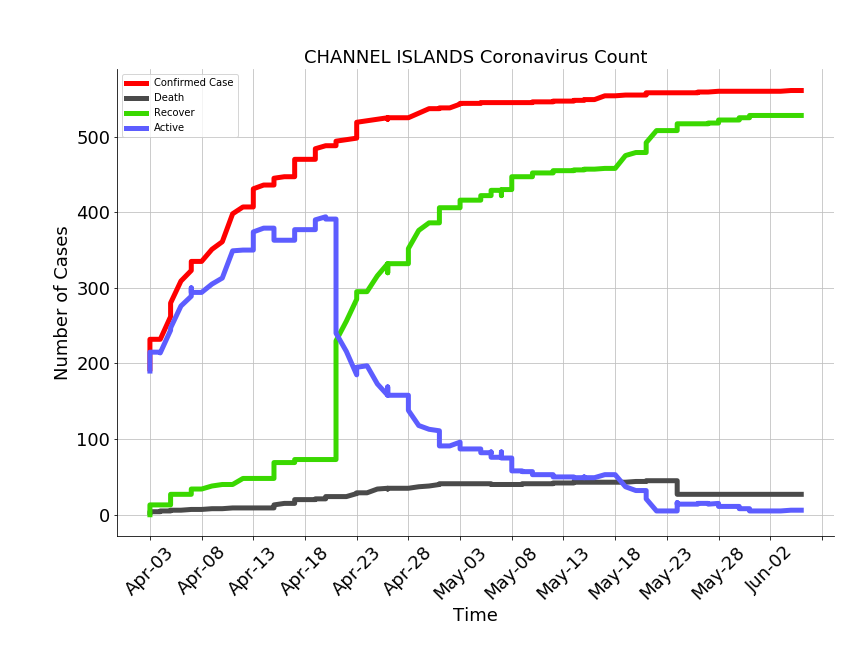 CHANNEL ISLANDS Coronavirus Count
Confirmed Case
Death
Recover
Active
Number of Cases
500
400
300
200
100
0
Apr-03
Apr-08
Apr-13
Apr-18
Apr-23
Apr-28
May-03
May-08
May-13
May-18
May-23
May-28
Jun-02
Time